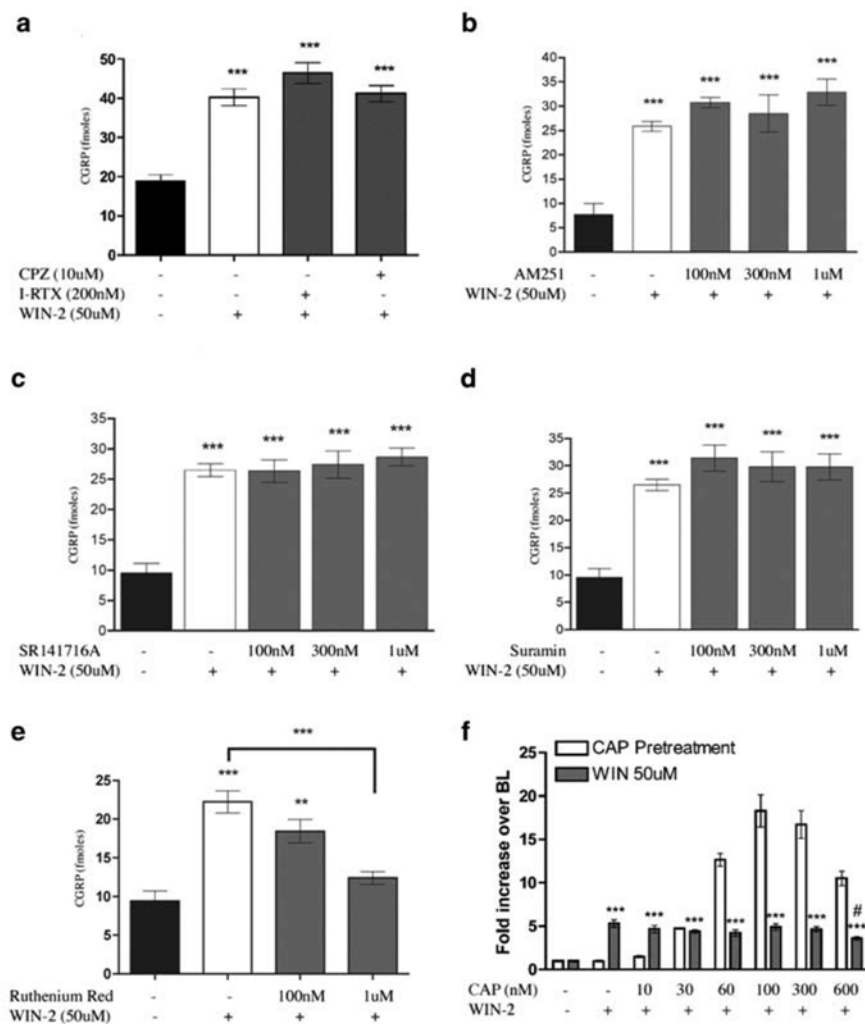 a
50
40
30
20
10
0
CGRP (fmoles)
*** *** ***
CPZ (10uM) - - - +
I-RTX (200nM) - - + -
WIN-2 (50uM) - + + +
b
40
35
30
25
20
15
10
5
0
CGRP (fmoles)
*** *** *** ***
AM251 - - 100nM 300nM 1uM
WIN-2 (50uM) - + + + +
c
35
30
25
20
15
10
5
0
CGRP (fmoles)
*** *** *** ***
SR141716A - - 100nM 300nM 1uM
WIN-2 (50uM) - + + + +
d
35
30
25
20
15
10
5
0
CGRP (fmoles)
*** *** *** ***
Suramin - - 100nM 300nM 1uM
WIN-2 (50uM) - + + + +
e
***
25
20
15
10
5
0
CGRP (fmoles)
*** **
Ruthenium Red - - 100nM 1uM
WIN-2 (50uM) - + + +
f
CAP Pretreatment
WIN 50uM
25
20
15
10
5
0
Fold increase over BL
#
*** *** *** *** *** *** ***
CAP (nM) - - 10 30 60 100 300 600
WIN-2 - + + + + + + +